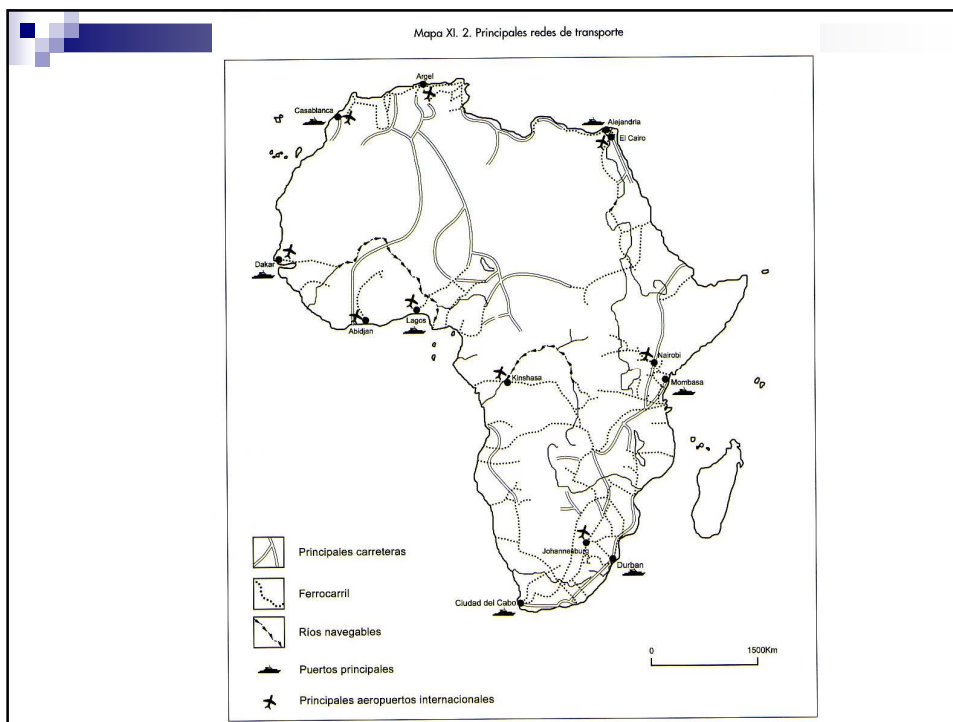 Mapa XI. 2. Principales redes de transporte
Argel
Casablanca
Alejandria
El Cairo
Dakar
Abidjan
Lagos
Nairobi
Kinshasa
Mombasa
Johannesburg
Durban
Ciudad del Cabo
Principales carreteras
Ferrocarril
Ríos navegables
Puertos principales
Principales aeropuertos internacionales
0 1500Km